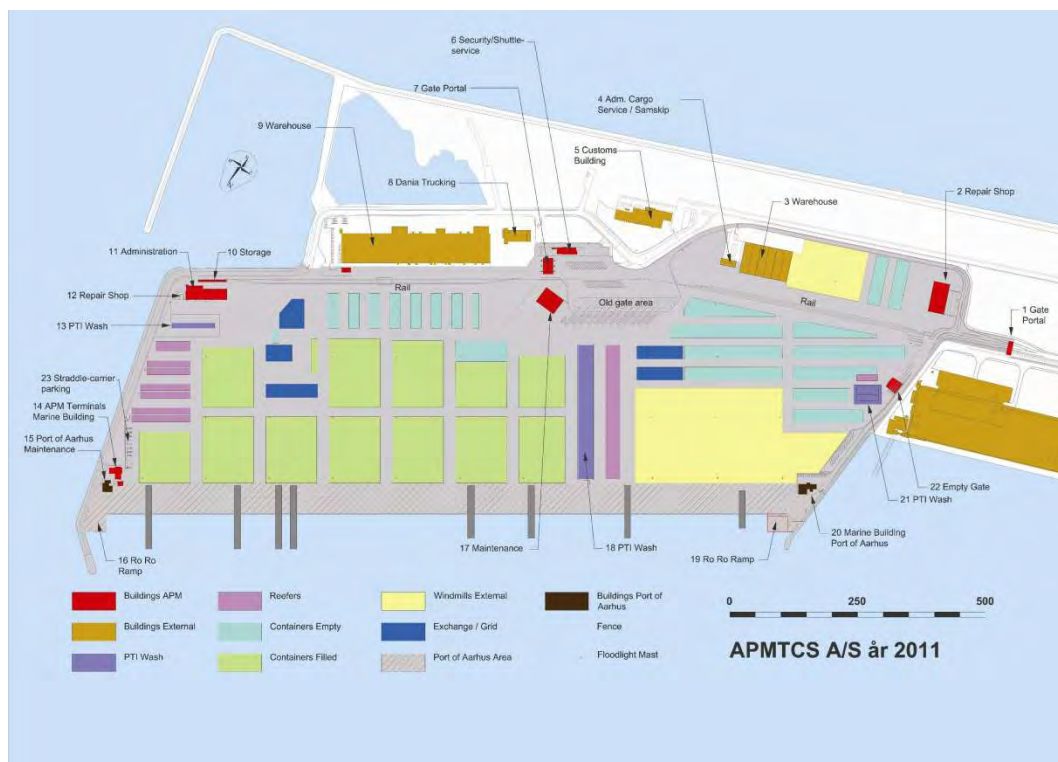 6 Security/Shuttle-
service
7 Gate Portal
4 Adm. Cargo
Service / Samskip
9 Warehouse
5 Customs
Building
8 Dania Trucking
3 Warehouse
2 Repair Shop
11 Administration
10 Storage
12 Repair Shop
Rail
Old gate area
Rail
13 PTI Wash
1 Gate
Portal
23 Straddle-carrier
parking
14 APM Terminals
Marine Building
15 Port of Aarhus
Maintenance
22 Empty Gate
21 PTI Wash
20 Marine Building
Port of Aarhus
17 Maintenance
18 PTI Wash
19 Ro Ro Ramp
16 Ro Ro
Ramp
Buildings APM
Reefers
Windmills External
Buildings Port of
Aarhus
Buildings External
Containers Empty
Exchange / Grid
Fence
PTI Wash
Containers Filled
Port of Aarhus Area
Floodlight Mast
0 250 500
APMTCS A/S år 2011